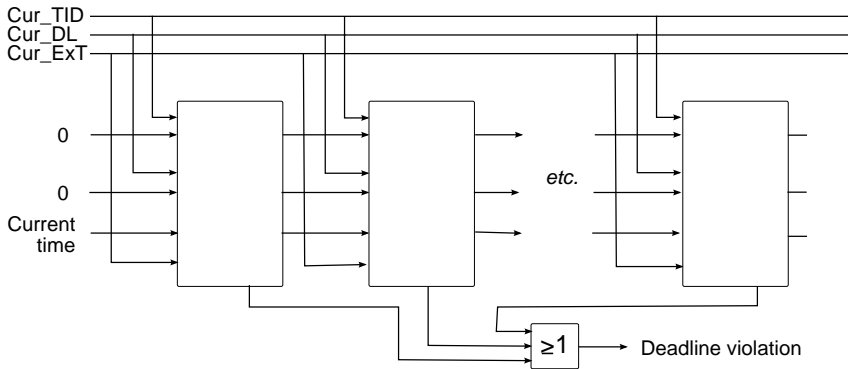 Cur_TID
Cur_DL
Cur_ExT
0
etc.
0
Current
time
≥1
Deadline violation